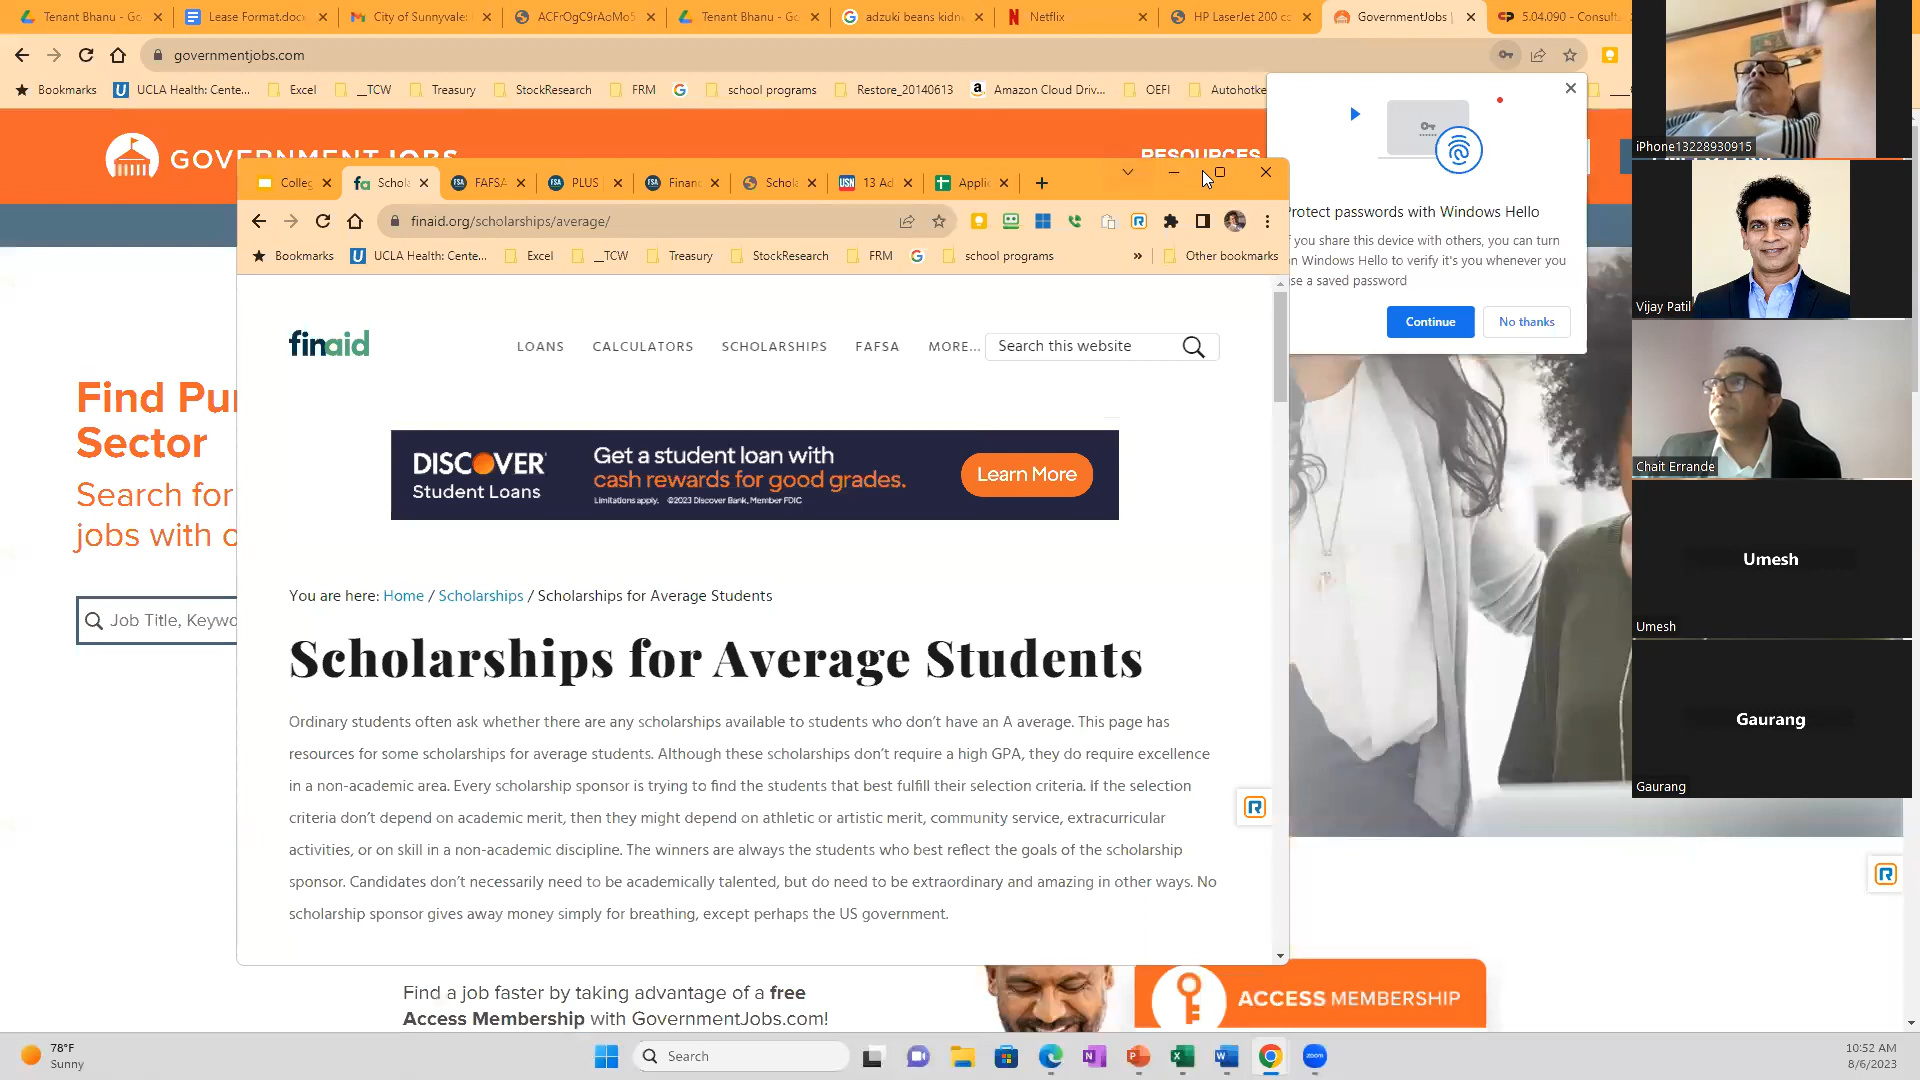 Tenant Bhanu - Go
Lease Format.docx
City of Sunnyvale:
ACFrOgC9rAoMo5
Tenant Bhanu - Go
adzuki beans kidn
Netflix
HP LaserJet 200 co
GovernmentJobs |
5.04.090 - Consult
governmentjobs.com
Bookmarks
UCLA Health: Cente...
Excel
__TCW
Treasury
StockResearch
FRM
school programs
Restore_20140613
Amazon Cloud Driv...
OEFI
Autohotke
GOVERNMENTJOBS
RESOURCES
Colleg
Schola
FAFSA
PLUS
Financ
Schola
13 Ad
Applic
finaid.org/scholarships/average/
Bookmarks
UCLA Health: Cente...
Excel
__TCW
Treasury
StockResearch
FRM
school programs
»
Other bookmarks
Protect passwords with Windows Hello
f you share this device with others, you can turn
n Windows Hello to verify it's you whenever you
se a saved password
Continue
No thanks
finaid
LOANS
CALCULATORS
SCHOLARSHIPS
FAFSA
MORE...
Search this website
DISCOVER
Student Loans
Get a student loan with
cash rewards for good grades.
Limitations apply. ©2023 Discover Bank, Member FDIC
Learn More
You are here: Home / Scholarships / Scholarships for Average Students
Scholarships for Average Students
Ordinary students often ask whether there are any scholarships available to students who don't have an A average. This page has
resources for some scholarships for average students. Although these scholarships don't require a high GPA, they do require excellence
in a non-academic area. Every scholarship sponsor is trying to find the students that best fulfill their selection criteria. If the selection
criteria don't depend on academic merit, then they might depend on athletic or artistic merit, community service, extracurricular
activities, or on skill in a non-academic discipline. The winners are always the students who best reflect the goals of the scholarship
sponsor. Candidates don't necessarily need to be academically talented, but do need to be extraordinary and amazing in other ways. No
scholarship sponsor gives away money simply for breathing, except perhaps the US government.
Find Pu
Sector
Search for
jobs with o
Job Title, Keywo
Find a job faster by taking advantage of a free
Access Membership with GovernmentJobs.com!
ACCESS MEMBERSHIP
iPhone13228930915
Vijay Patil
Chait Errande
Umesh
Umesh
Gaurang
Gaurang
78°F
Sunny
Search
zoom
10:52 AM
8/6/2023